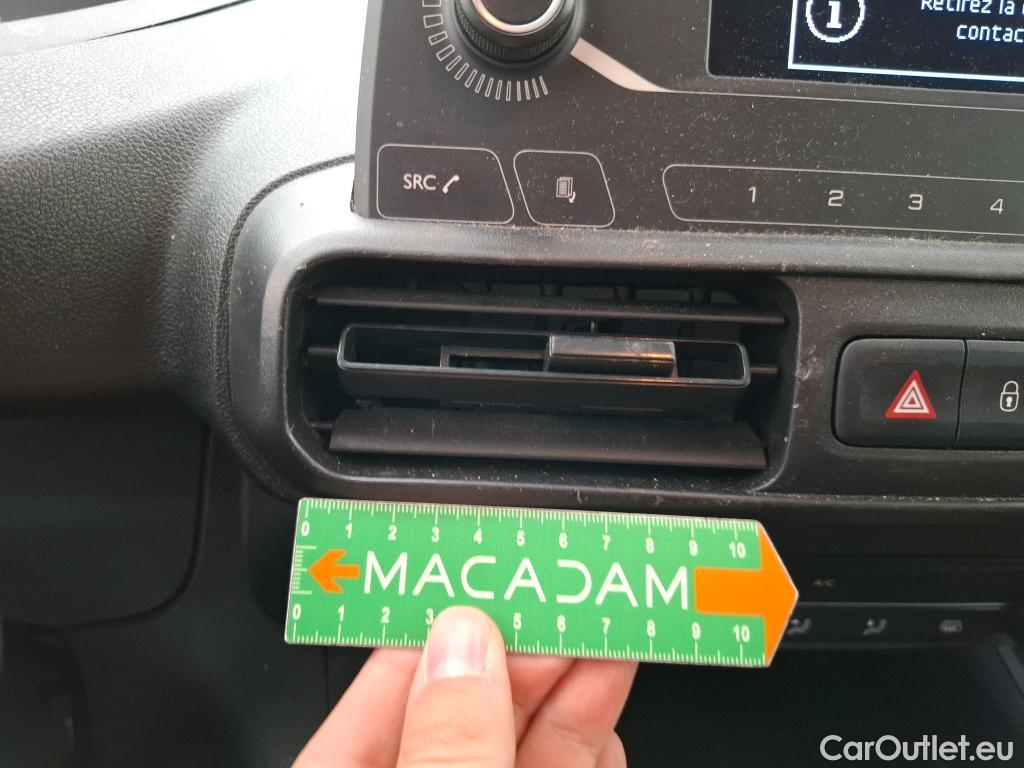 Retirez la
contac
SRC
1 2 3 4
0 1 2 3 4 5 6 7 8 9 10
MACADAM
0 1 2 3 5 6 7 8 9 10
A/C
CarOutlet.eu